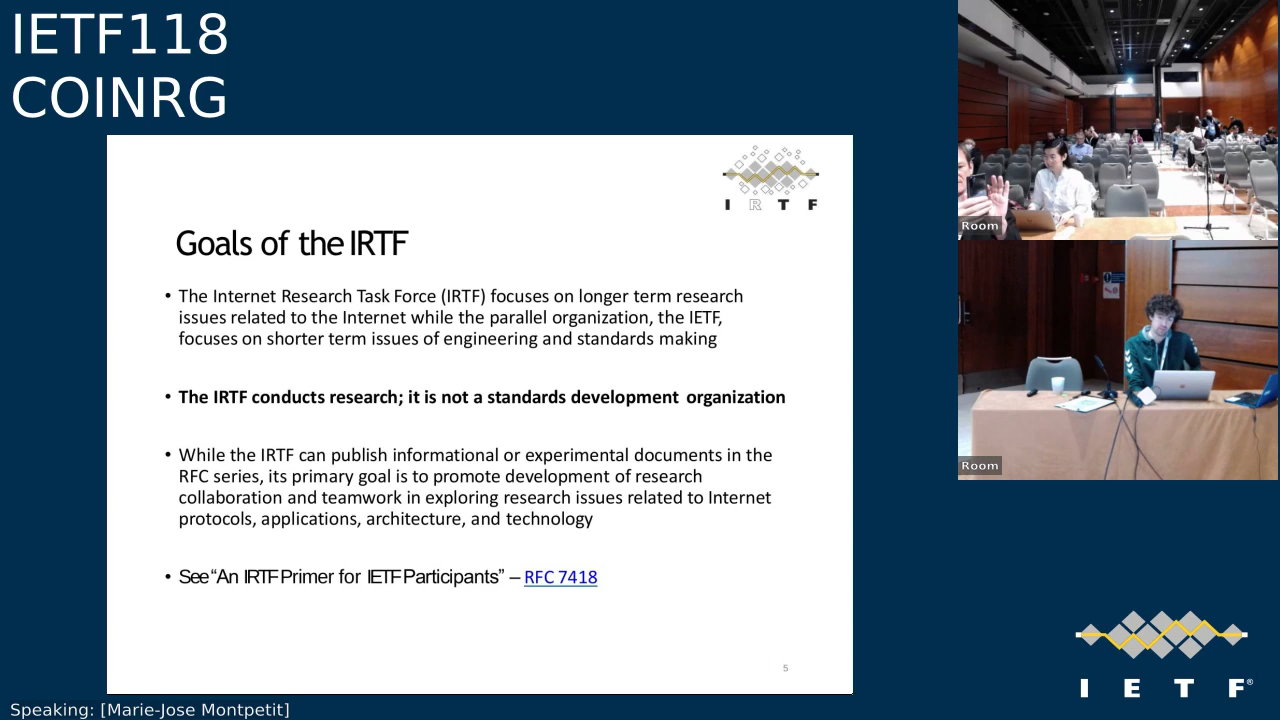 IETF118
COINRG
I R T F
Goals of the IRTF
• The Internet Research Task Force (IRTF) focuses on longer term research
issues related to the Internet while the parallel organization, the IETF,
focuses on shorter term issues of engineering and standards making
• The IRTF conducts research; it is not a standards development organization
• While the IRTF can publish informational or experimental documents in the
RFC series, its primary goal is to promote development of research
collaboration and teamwork in exploring research issues related to Internet
protocols, applications, architecture, and technology
• See “An IRTF Primer for IETF Participants” – RFC 7418
5
Room
Room
I E T F®
Speaking: [Marie-Jose Montpetit]